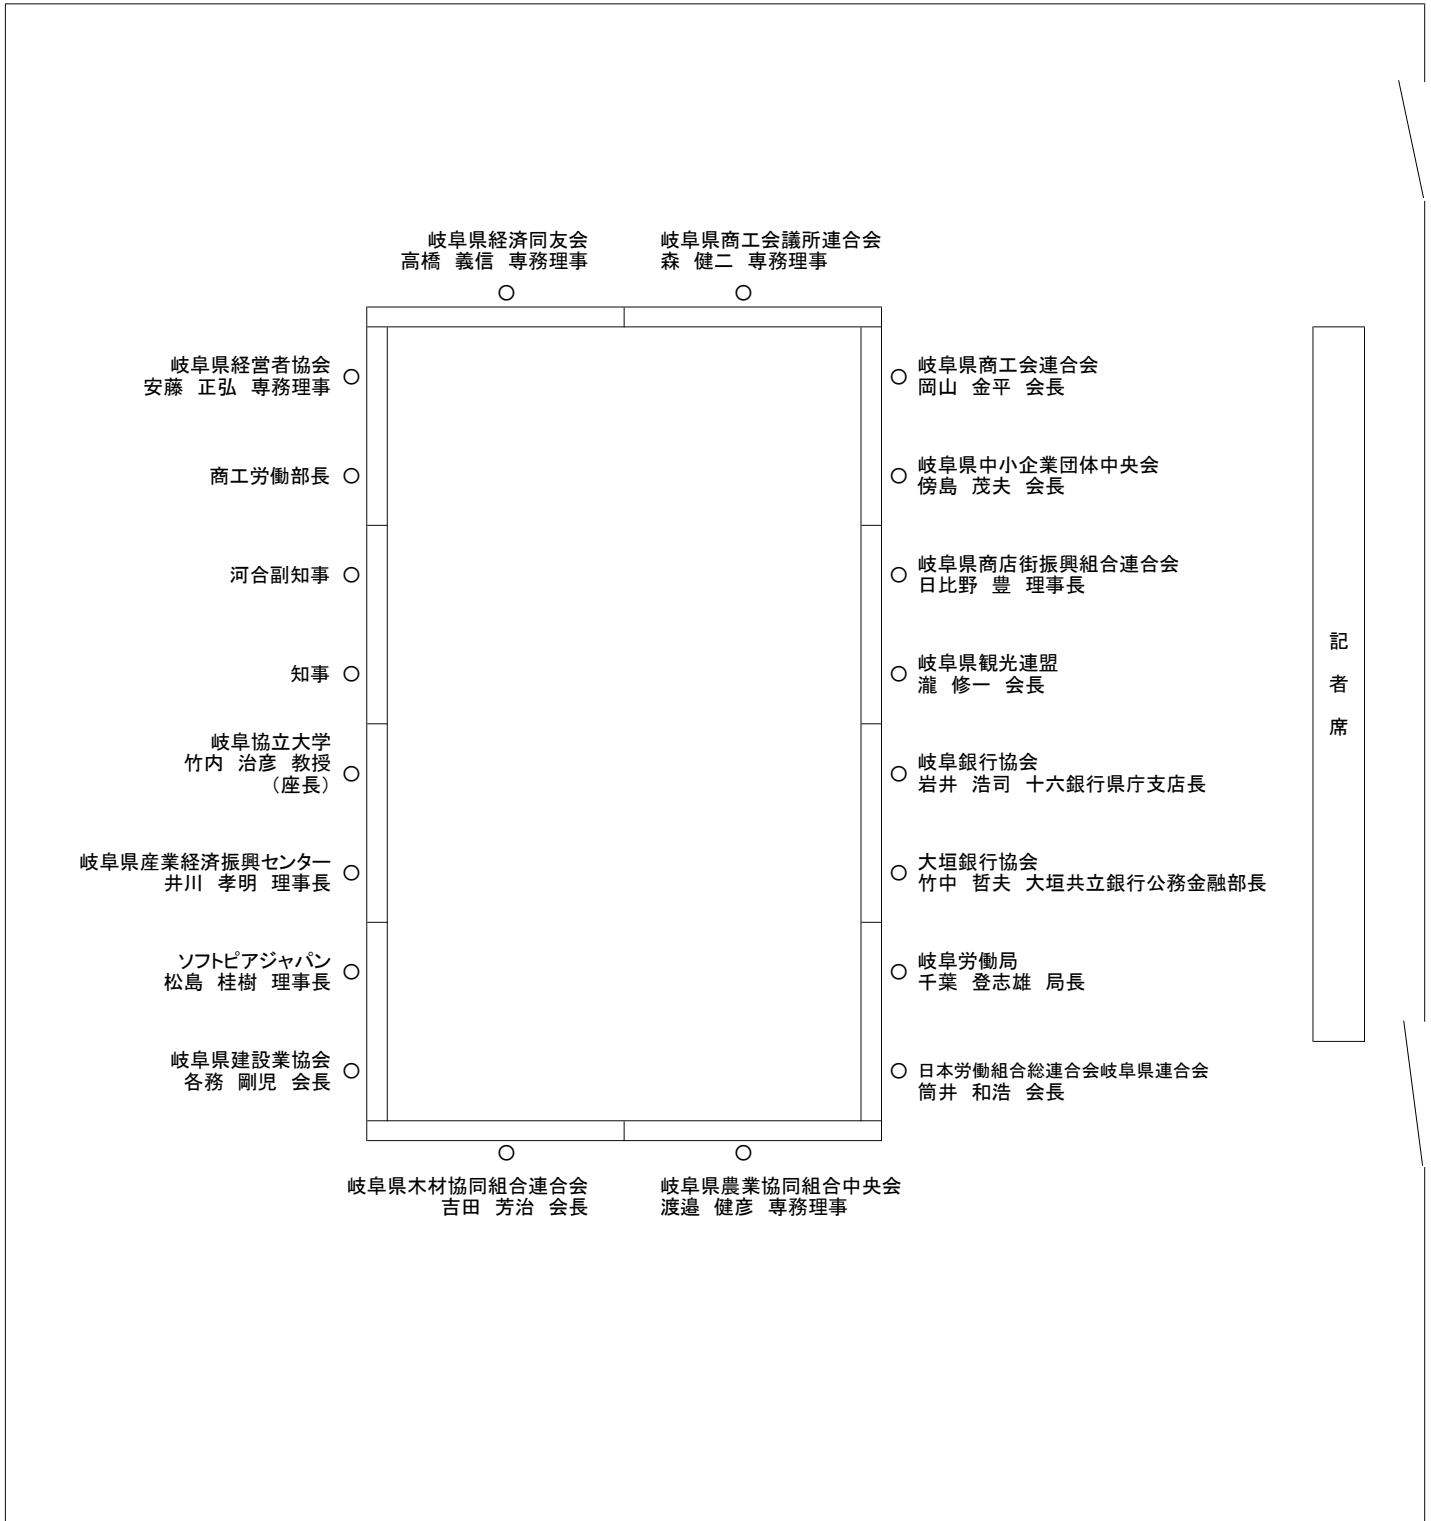 岐阜県経済同友会
高橋 義信 専務理事
岐阜県商工会議所連合会
森 健二 専務理事
岐阜県経営者協会
安藤 正弘 専務理事
商工労働部長
河合副知事
知事
岐阜協立大学
竹内 治彦 教授
（座長）
岐阜県産業経済振興センター
井川 孝明 理事長
ソフトピアジャパン
松島 桂樹 理事長
岐阜県建設業協会
各務 剛児 会長
岐阜県商工会連合会
岡山 金平 会長
岐阜県中小企業団体中央会
傍島 茂夫 会長
岐阜県商店街振興組合連合会
日比野 豊 理事長
岐阜県観光連盟
瀧 修一 会長
岐阜銀行協会
岩井 浩司 十六銀行県庁支店長
大垣銀行協会
竹中 哲夫 大垣共立銀行公務金融部長
岐阜労働局
千葉 登志雄 局長
日本労働組合総連合会岐阜県連合会
筒井 和浩 会長
岐阜県木材協同組合連合会
吉田 芳治 会長
岐阜県農業協同組合中央会
渡邉 健彦 専務理事
記者席